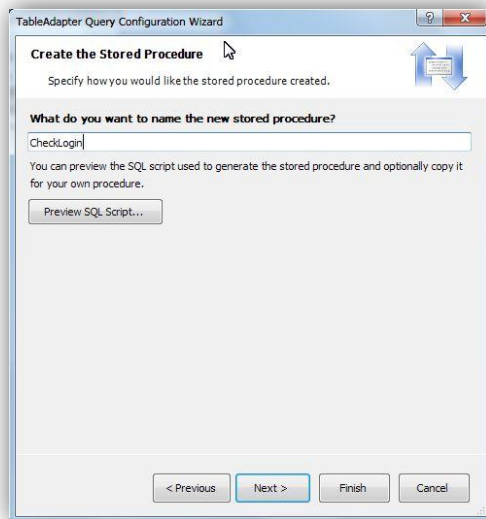 TableAdapter Query Configuration Wizard
Create the Stored Procedure
Specify how you would like the stored procedure created.
What do you want to name the new stored procedure?
CheckLogin
You can preview the SQL script used to generate the stored procedure and optionally copy it
for your own procedure.
Preview SQL Script...
< Previous
Next >
Finish
Cancel